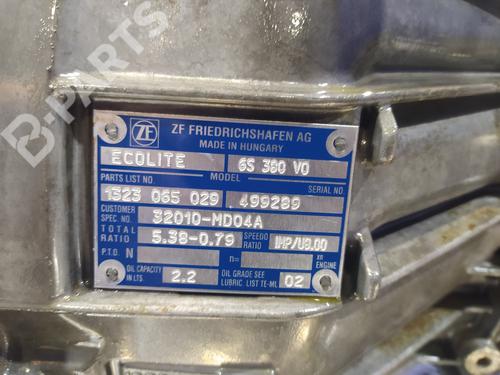 B-PARTS
ZF
ZF FRIEDRICHSHAFEN AG
MADE IN HUNGARY
ECOLITE 6S 380 VO
PARTS LIST NO MODEL SERIAL NO
1323 065 029 . 499289
CUSTOMER SPEC. NO. 32010-MD04A
TOTAL RATIO 5.38-0.79 SPEEDO RATIO IMP/U8.00
P.T.O N n= xn ENGINE
OIL CAPACITY IN LTS 2.2 OIL GRADE SEE LUBRIC. LIST TE-ML 02